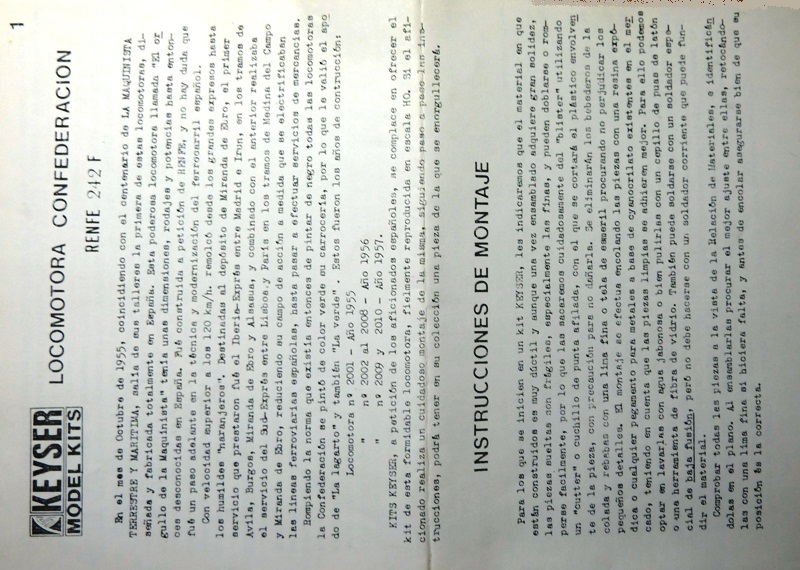 1
KEYSER
MODEL KITS
LOCOMOTORA CONFEDERACION
RENFE 242 F
En el mes de Octubre de 1955, coincidiendo con el centenario de LA MAQUINISTA
TERRESTRE Y MARITIMA, salía de sus talleres la primera de estas locomotoras, di-
señada y fabricada totalmente en España. Esta poderosa locomotora llamada "El or
gullo de la Maquinista" tenía unas dimensiones, rodajes y potencias hasta enton-
ces desconocidas en España. Fué construida a petición de RENFE, y no hay duda que
fué un paso adelante en la técnica y modernización del ferrocarril español.
Con velocidad superior a los 120 km/h. remolcó desde los grandes expresos hasta
los humildes "naranjeros". Destinadas al depósito de Miranda de Ebro, el primer
servicio que prestaron fué el Iberia-Exprés entre Madrid e Irun, en los tramos de
Avila, Burgos, Miranda de Ebro y Alsasua, y combinado con el anterior realizaba
el servicio del Sud-Exprés entre Lisboa y París en los tramos de Medina del Campo
y Miranda de Ebro, reduciendo su campo de acción a medida que se electrificaban
las líneas ferroviarias españolas, hasta pasar a efectuar servicios de mercancias.
Rompiendo la norma que existía entonces de pintar de negro todas las locomotoras
la Confederación se pintó de color verde su carrocería, por lo que le valió el apo
do de "La lagarto" y también "La verde". Estos fueron los años de contrucción:
Locomotora nº 2001 - Año 1955
" nº 2002 al 2008 - Año 1956
" nº 2009 y 2010 - Año 1957.
KITS KEYSER, a petición de los aficionados españoles, se complace en ofrecer el
Kit de esta formidable locomotora, fielmente reproducida en escala HO. Si el afi-
cionado realiza un cuidadoso montaje de la misma, siguiendo paso a paso las ins-
trucciones, podrá tener en su colección una pieza de la que se enorgullecerá.
INSTRUCCIONES DE MONTAJE
Para los que se inicien en un kit KEYSER, les indicaremos que el material en que
están construidos es muy dúctil y aunque una vez ensamblado adquiere gran solidez,
las piezas sueltas son frágiles, especialmente las finas, y pueden doblarse o rom-
perse facilmente, por lo que las sacaremos cuidadosamente del "blister" utilizando
un "cutter" o cuchillo de punta afilada, con el que se cortará el plástico envolven
te de la pieza, con precaución para no dañarla. Se eliminarán los bebederos de la
colada y rebabas con una lima fina o tela de esmeril procurando no perjudicar los
pequeños detalles. El montaje se efectua encolando las piezas con una resina epó-
dica o cualquier pegamento para metales a base de cyanocrilato existentes en el mer
cado, teniendo en cuenta que las piezas limpias se adhieren mejor. Para ello podemos
optar en lavarlas con agua jabonosa o bien pulirlas con un cepillo de puas de latón
o una herramienta de fibra de vidrio. También puede soldarse con un soldador espe-
cial de baja fusión, peró no debe hacerse con un soldador corriente que puede fun-
dir el material.
Comprobar todas las piezas a la vista de la Relación de Materiales, e identificán
dolas en el plano. Al ensamblarlas procurar el mejor ajuste entre ellas, retocándo-
las con una lima fina si hiciera falta, y antes de encolar asegurarse bien de que su
posición és la correcta.